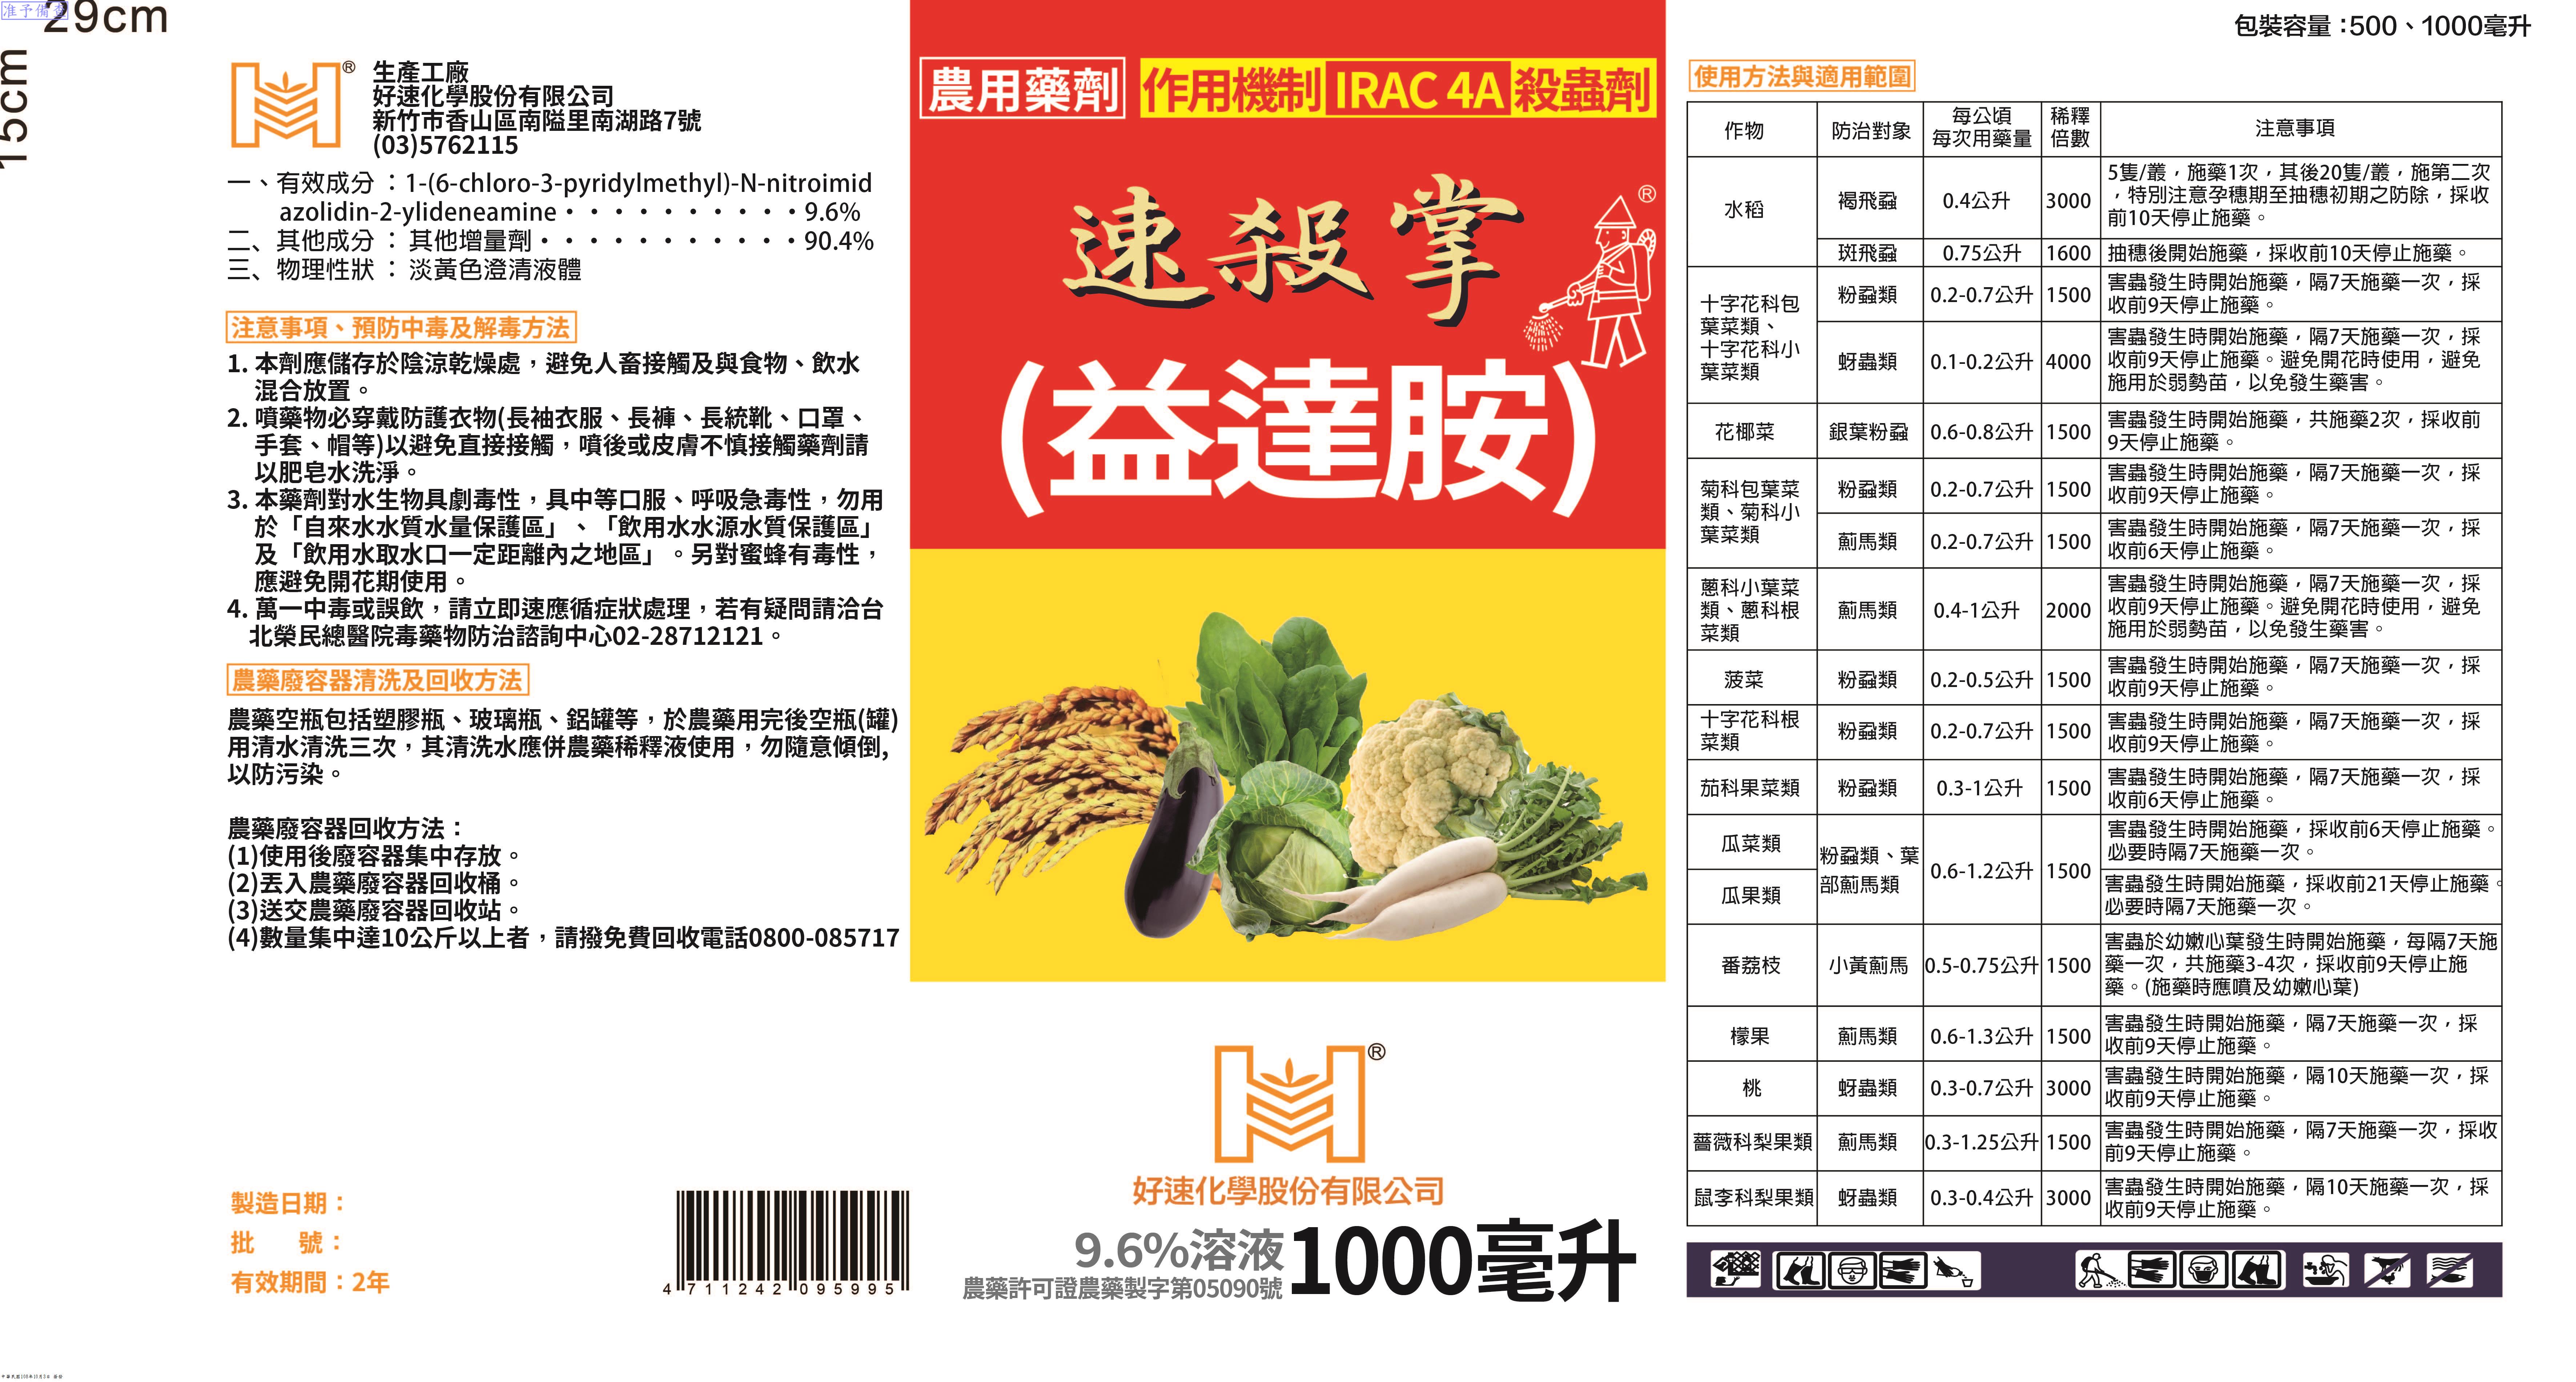 准予備查
29cm
15cm
包裝容量：500、1000毫升
生產工廠
好速化學股份有限公司
新竹市香山區南隘里南湖路7號
(03)5762115
一、有效成分：1-(6-chloro-3-pyridylmethyl)-N-nitroimid
azolidin-2-ylideneamine・・・・・・・・・・9.6%
二、其他成分：其他增量劑・・・・・・・・・・・90.4%
三、物理性狀：淡黃色澄清液體
注意事項、預防中毒及解毒方法
1. 本劑應儲存於陰涼乾燥處，避免人畜接觸及與食物、飲水
混合放置。
2. 噴藥物必穿戴防護衣物(長袖衣服、長褲、長統靴、口罩、
手套、帽等)以避免直接接觸，噴後或皮膚不慎接觸藥劑請
以肥皂水洗淨。
3. 本藥劑對水生物具劇毒性，具中等口服、呼吸急毒性，勿用
於「自來水水質水量保護區」、「飲用水水源水質保護區」
及「飲用水取水口一定距離內之地區」。另對蜜蜂有毒性，
應避免開花期使用。
4. 萬一中毒或誤飲，請立即速應循症狀處理，若有疑問請洽台
北榮民總醫院毒藥物防治諮詢中心02-28712121。
農藥廢容器清洗及回收方法
農藥空瓶包括塑膠瓶、玻璃瓶、鋁罐等，於農藥用完後空瓶(罐)
用清水清洗三次，其清洗水應併農藥稀釋液使用，勿隨意傾倒,
以防污染。
農藥廢容器回收方法：
(1)使用後廢容器集中存放。
(2)丟入農藥廢容器回收桶。
(3)送交農藥廢容器回收站。
(4)數量集中達10公斤以上者，請撥免費回收電話0800-085717
製造日期：
批　　號：
有效期間：2年
4 711242 095995
農用藥劑 作用機制 IRAC 4A 殺蟲劑
速殺掌®
(益達胺)
好速化學股份有限公司
9.6%溶液 1000毫升
農藥許可證農藥製字第05090號
使用方法與適用範圍
作物 防治對象 每公頃 每次用藥量 稀釋 倍數 注意事項
水稻 褐飛蝨 0.4公升 3000 5隻/叢，施藥1次，其後20隻/叢，施第二次
，特別注意孕穗期至抽穗初期之防除，採收
前10天停止施藥。
斑飛蝨 0.75公升 1600 抽穗後開始施藥，採收前10天停止施藥。
十字花科包
葉菜類、
十字花科小
葉菜類
粉蝨類 0.2-0.7公升 1500 害蟲發生時開始施藥，隔7天施藥一次，採
收前9天停止施藥。
蚜蟲類 0.1-0.2公升 4000 害蟲發生時開始施藥，隔7天施藥一次，採
收前9天停止施藥。避免開花時使用，避免
施用於弱勢苗，以免發生藥害。
花椰菜 銀葉粉蝨 0.6-0.8公升 1500 害蟲發生時開始施藥，共施藥2次，採收前
9天停止施藥。
菊科包葉菜
類、菊科小
葉菜類
粉蝨類 0.2-0.7公升 1500 害蟲發生時開始施藥，隔7天施藥一次，採
收前9天停止施藥。
薊馬類 0.2-0.7公升 1500 害蟲發生時開始施藥，隔7天施藥一次，採
收前6天停止施藥。
蔥科小葉菜
類、蔥科根
菜類
薊馬類 0.4-1公升 2000 害蟲發生時開始施藥，隔7天施藥一次，採
收前9天停止施藥。避免開花時使用，避免
施用於弱勢苗，以免發生藥害。
菠菜 粉蝨類 0.2-0.5公升 1500 害蟲發生時開始施藥，隔7天施藥一次，採
收前9天停止施藥。
十字花科根
菜類
粉蝨類 0.2-0.7公升 1500 害蟲發生時開始施藥，隔7天施藥一次，採
收前9天停止施藥。
茄科果菜類 粉蝨類 0.3-1公升 1500 害蟲發生時開始施藥，隔7天施藥一次，採
收前6天停止施藥。
瓜菜類 粉蝨類、葉
部薊馬類 0.6-1.2公升 1500 害蟲發生時開始施藥，採收前6天停止施藥。
必要時隔7天施藥一次。
瓜果類 害蟲發生時開始施藥，採收前21天停止施藥。
必要時隔7天施藥一次。
番荔枝 小黃薊馬 0.5-0.75公升 1500 害蟲於幼嫩心葉發生時開始施藥，每隔7天施
藥一次，共施藥3-4次，採收前9天停止施
藥。(施藥時應噴及幼嫩心葉)
檬果 薊馬類 0.6-1.3公升 1500 害蟲發生時開始施藥，隔7天施藥一次，採
收前9天停止施藥。
桃 蚜蟲類 0.3-0.7公升 3000 害蟲發生時開始施藥，隔10天施藥一次，採
收前9天停止施藥。
薔薇科梨果類 薊馬類 0.3-1.25公升 1500 害蟲發生時開始施藥，隔7天施藥一次，採收
前9天停止施藥。
鼠李科梨果類 蚜蟲類 0.3-0.4公升 3000 害蟲發生時開始施藥，隔10天施藥一次，採
收前9天停止施藥。